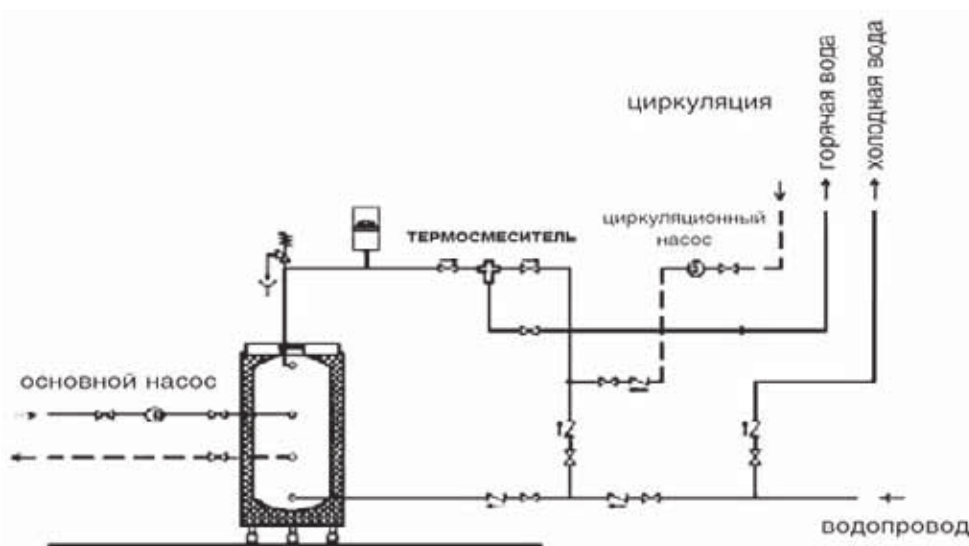 циркуляция
горячая вода
холодная вода
циркуляционный
насос
ТЕРМОСМЕСИТЕЛЬ
основной насос
водопровод